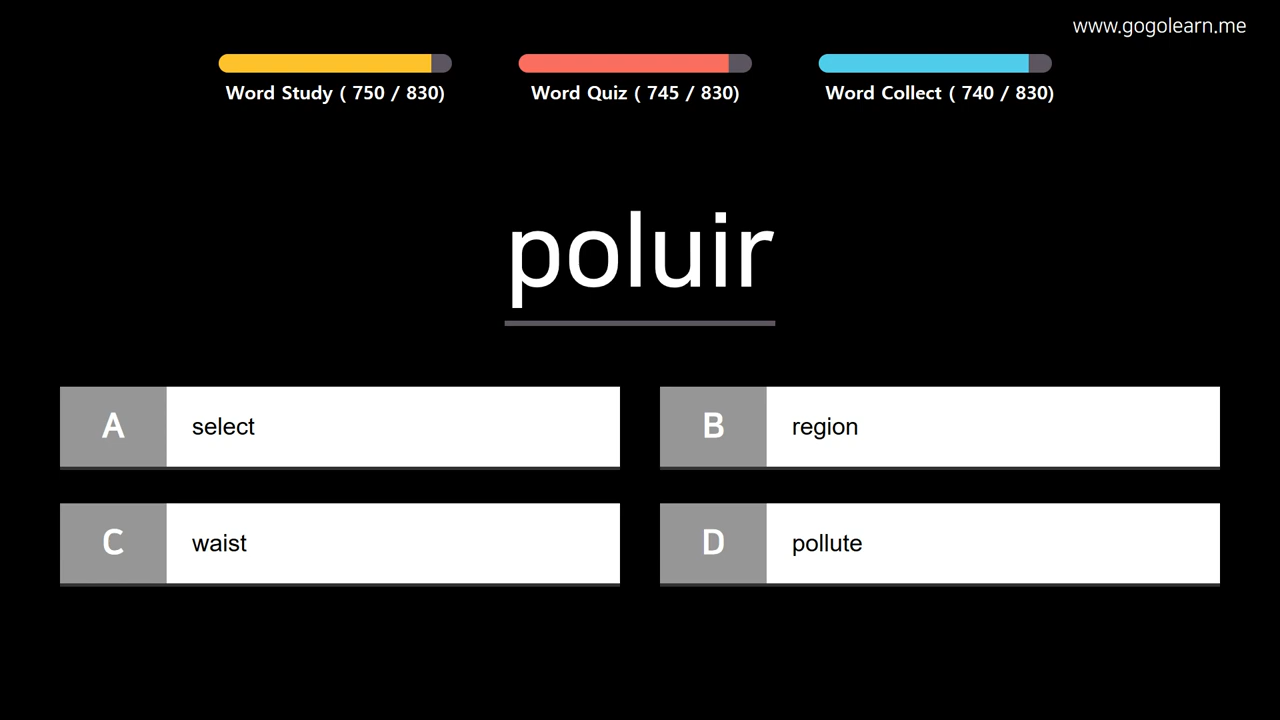 www.gogolearn.me
Word Study ( 750 / 830)
Word Quiz ( 745 / 830)
Word Collect ( 740 / 830)
poluir
A select
B region
C waist
D pollute